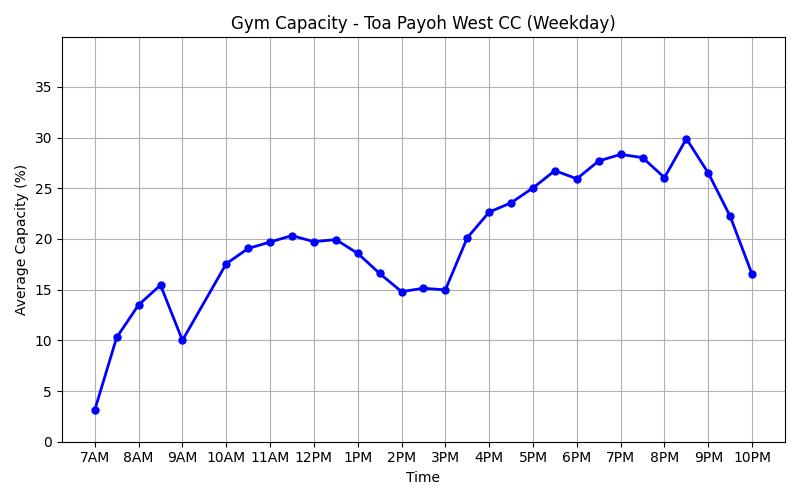 Gym Capacity - Toa Payoh West CC (Weekday)
Average Capacity (%)
35
30
25
20
15
10
5
0
7AM 8AM 9AM 10AM 11AM 12PM 1PM 2PM 3PM 4PM 5PM 6PM 7PM 8PM 9PM 10PM
Time